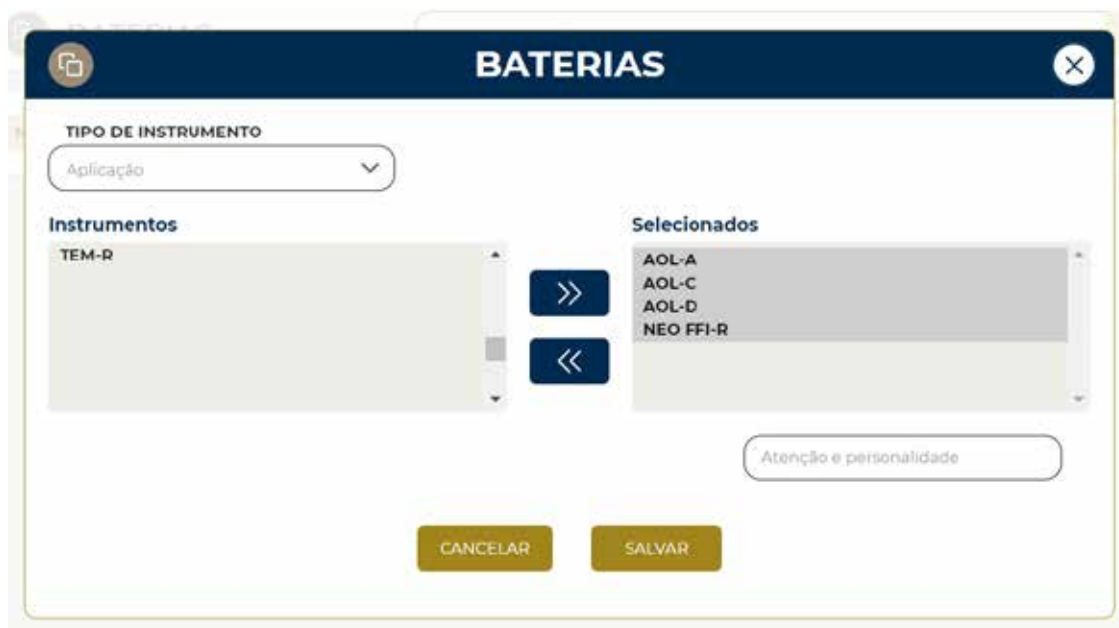 BATERIAS
TIPO DE INSTRUMENTO
Aplicação
Instrumentos
TEM-R
Selecionados
AOL-A
AOL-C
AOL-D
NEO FFI-R
Atenção e personalidade
CANCELAR
SALVAR